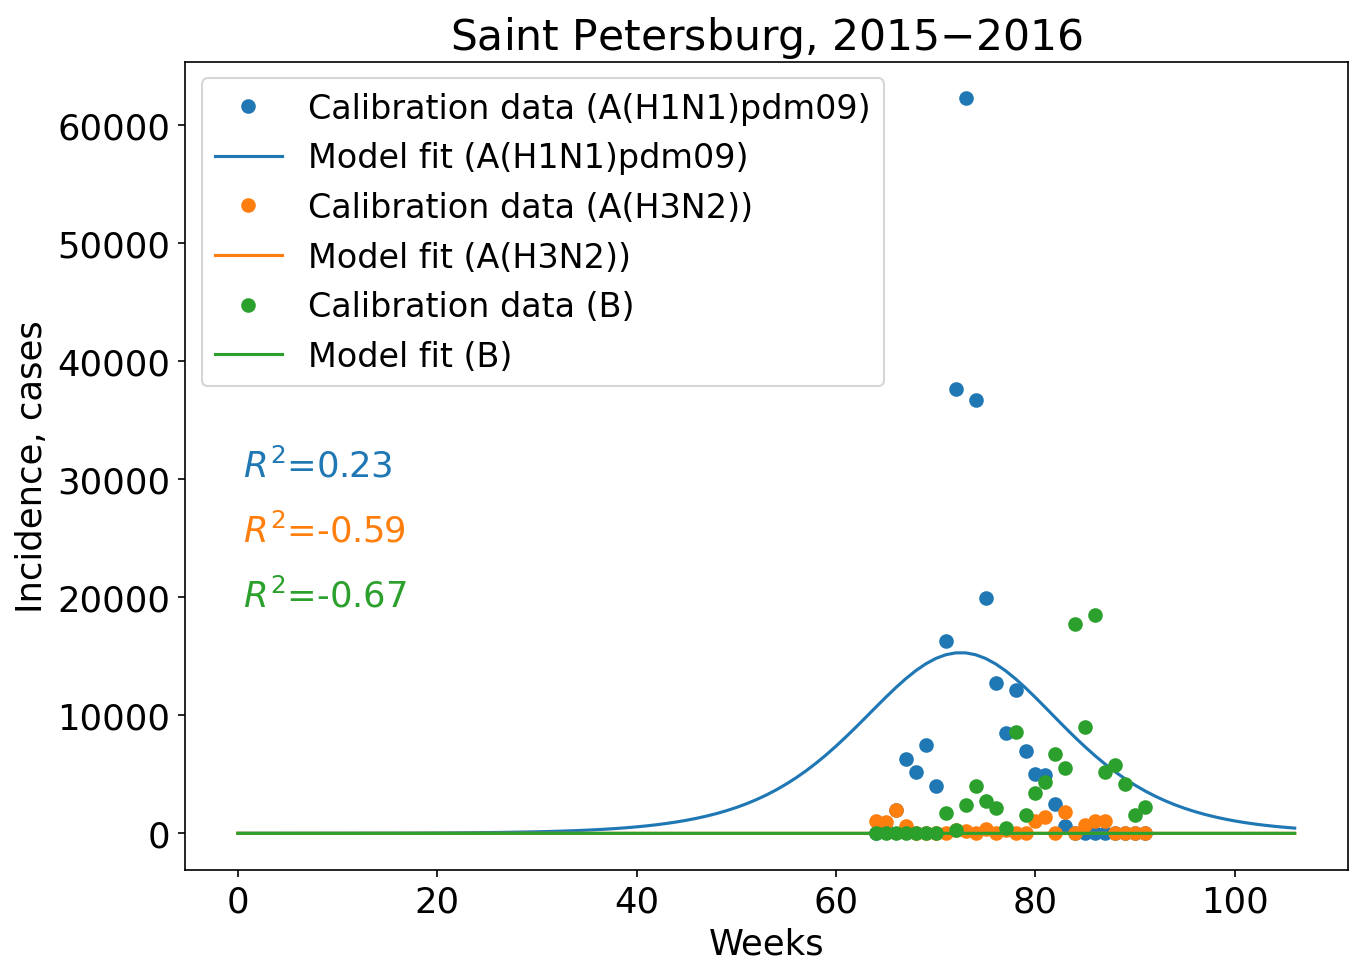 Saint Petersburg, 2015−2016
Calibration data (A(H1N1)pdm09)
Model fit (A(H1N1)pdm09)
Calibration data (A(H3N2))
Model fit (A(H3N2))
Calibration data (B)
Model fit (B)
R²=0.23
R²=-0.59
R²=-0.67
Incidence, cases
60000
50000
40000
30000
20000
10000
0
0 20 40 60 80 100
Weeks